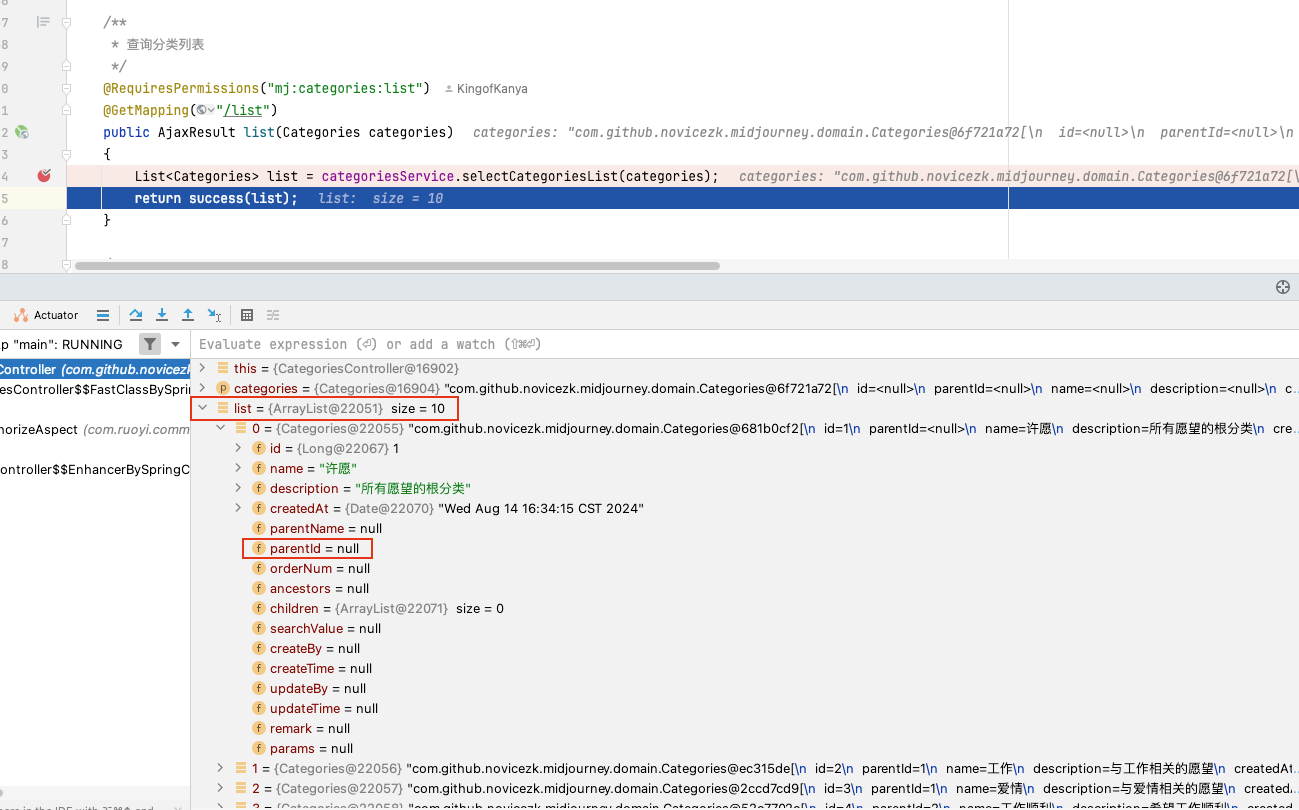 7 /**
8 * 查询分类列表
9 */
0 @RequiresPermissions("mj:categories:list") KingofKanya
1 @GetMapping("/list")
2 public AjaxResult list(Categories categories) categories: "com.github.novicezk.midjourney.domain.Categories@6f721a72[\n id=<null>\n parentId=<null>\n
3 {
4 List<Categories> list = categoriesService.selectCategoriesList(categories); categories: "com.github.novicezk.midjourney.domain.Categories@6f721a72[\
5 return success(list); list: size = 10
6 }
7
8
Actuator
p "main": RUNNING
Evaluate expression (⏎) or add a watch (⇧⌘⏎)
Controller (com.github.novicezk
esController$$FastClassBySprin
horizeAspect (com.ruoyi.comm
ontroller$$EnhancerBySpringC
this = {CategoriesController@16902}
categories = {Categories@16904} "com.github.novicezk.midjourney.domain.Categories@6f721a72[\n id=<null>\n parentId=<null>\n name=<null>\n description=<null>\n c...
list = {ArrayList@22051} size = 10
0 = {Categories@22055} "com.github.novicezk.midjourney.domain.Categories@681b0cf2[\n id=1\n parentId=<null>\n name=许愿\n description=所有愿望的根分类\n cre...
id = {Long@22067} 1
name = "许愿"
description = "所有愿望的根分类"
createdAt = {Date@22070} "Wed Aug 14 16:34:15 CST 2024"
parentName = null
parentId = null
orderNum = null
ancestors = null
children = {ArrayList@22071} size = 0
searchValue = null
createBy = null
createTime = null
updateBy = null
updateTime = null
remark = null
params = null
1 = {Categories@22056} "com.github.novicezk.midjourney.domain.Categories@ec315de[\n id=2\n parentId=1\n name=工作\n description=与工作相关的愿望\n createdAt...
2 = {Categories@22057} "com.github.novicezk.midjourney.domain.Categories@2ccd7cd9[\n id=3\n parentId=1\n name=爱情\n description=与爱情相关的愿望\n created...